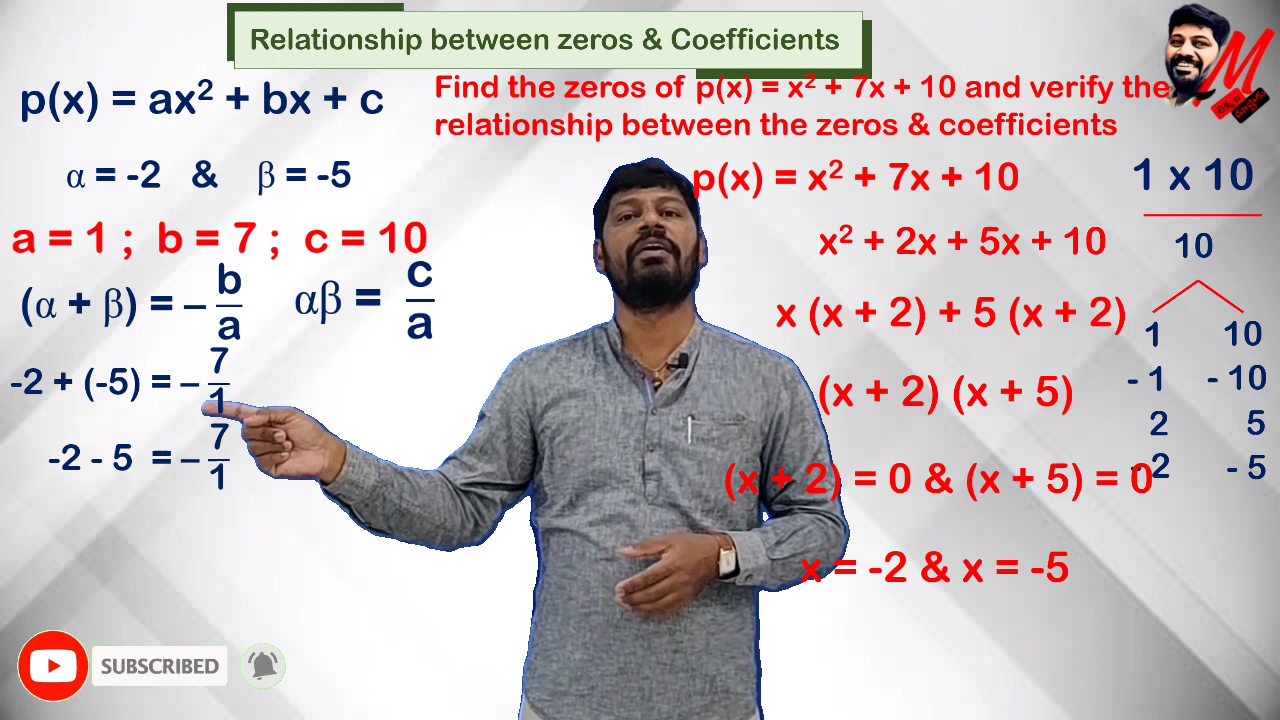 Relationship between zeros & Coefficients
p(x) = ax² + bx + c
α = -2 & β = -5
a = 1 ; b = 7 ; c = 10
(α + β) = – b/a αβ = c/a
-2 + (-5) = – 7/1
-2 - 5 = – 7/1
Find the zeros of p(x) = x² + 7x + 10 and verify the
relationship between the zeros & coefficients
p(x) = x² + 7x + 10
x² + 2x + 5x + 10
x (x + 2) + 5 (x + 2)
(x + 2) (x + 5)
(x + 2) = 0 & (x + 5) = 0
x = -2 & x = -5
1 x 10
10
1 10
- 1 - 10
2 5
- 2 - 5
M
SUBSCRIBED